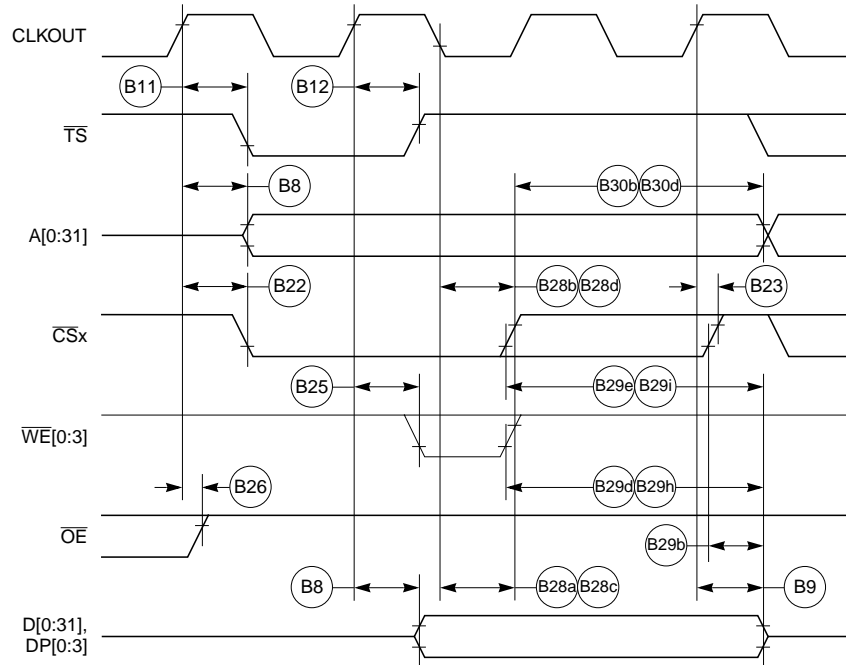 CLKOUT
B11
B12
TS
B8
B30b B30d
A[0:31]
B22
B28b B28d
B23
CSx
B25
B29e B29i
WE[0:3]
B26
B29d B29h
OE
B29b
B8
B28a B28c
B9
D[0:31],
DP[0:3]